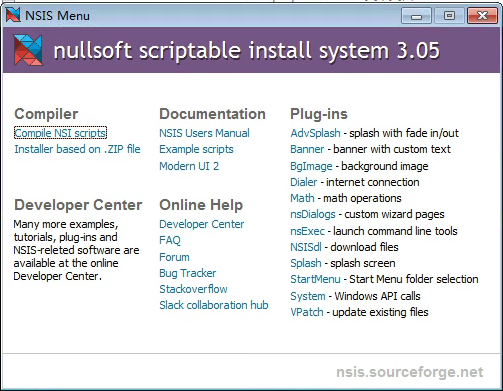 NSIS Menu
nullsoft scriptable install system 3.05
Compiler
Compile NSI scripts
Installer based on .ZIP file
Developer Center
Many more examples,
tutorials, plug-ins and
NSIS-releted software are
available at the online
Developer Center.
Documentation
NSIS Users Manual
Example scripts
Modern UI 2
Online Help
Developer Center
FAQ
Forum
Bug Tracker
Stackoverflow
Slack collaboration hub
Plug-ins
AdvSplash - splash with fade in/out
Banner - banner with custom text
BgImage - background image
Dialer - internet connection
Math - math operations
nsDialogs - custom wizard pages
nsExec - launch command line tools
NSISdl - download files
Splash - splash screen
StartMenu - Start Menu folder selection
System - Windows API calls
VPatch - update existing files
nsis.sourceforge.net